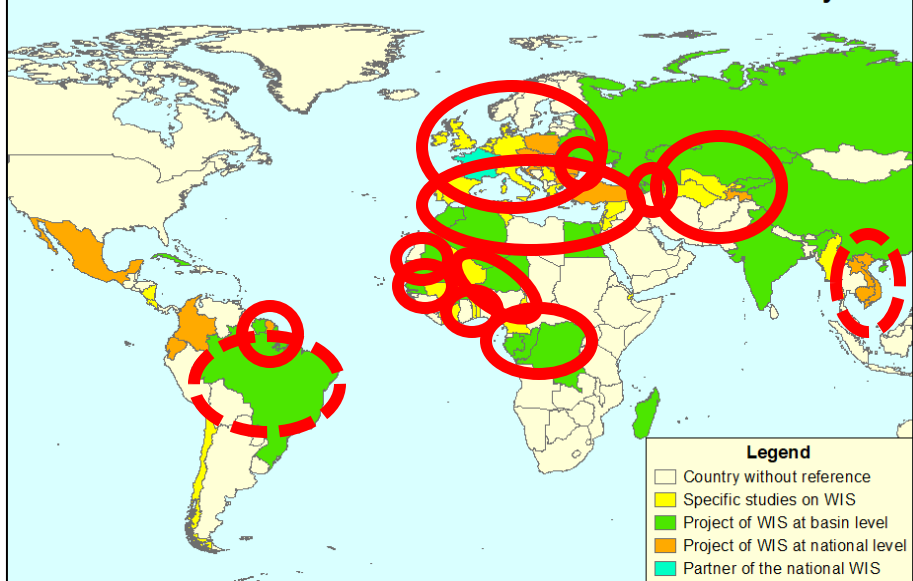 Legend
Country without reference
Specific studies on WIS
Project of WIS at basin level
Project of WIS at national level
Partner of the national WIS